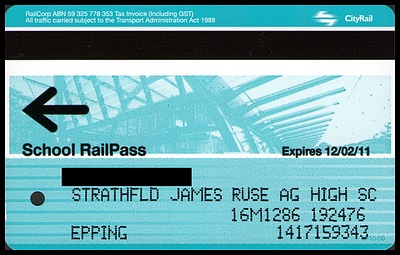 RailCorp ABN 59 325 778 353 Tax Invoice (Including GST)
All traffic carried subject to the Transport Administration Act 1988
CityRail
School RailPass
Expires 12/02/11
STRATHFLD JAMES RUSE AG HIGH SC
16M1286 192476
EPPING
1417159343